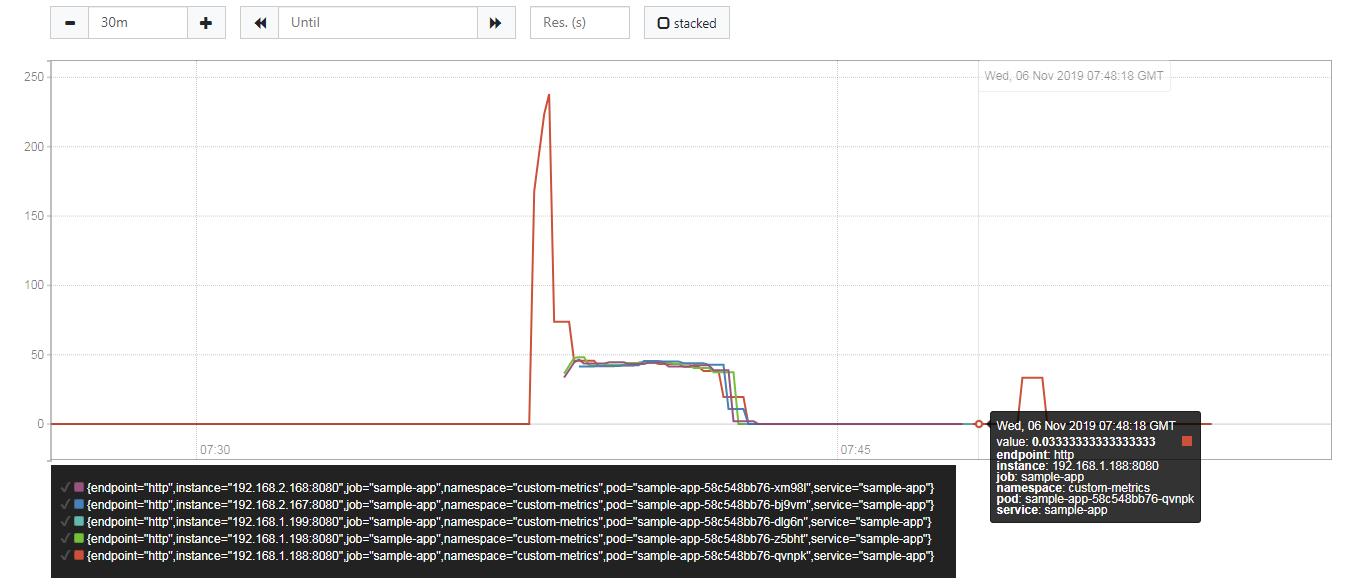 30m
Until
Res. (s)
stacked
Wed, 06 Nov 2019 07:48:18 GMT
250
200
150
100
50
0
07:30
07:45
Wed, 06 Nov 2019 07:48:18 GMT
value: 0.03333333333333333
endpoint: http
instance: 192.168.1.188:8080
job: sample-app
namespace: custom-metrics
pod: sample-app-58c548bb76-qvnpk
service: sample-app
{endpoint="http",instance="192.168.2.168:8080",job="sample-app",namespace="custom-metrics",pod="sample-app-58c548bb76-xm98l",service="sample-app"}
{endpoint="http",instance="192.168.2.167:8080",job="sample-app",namespace="custom-metrics",pod="sample-app-58c548bb76-bj9vm",service="sample-app"}
{endpoint="http",instance="192.168.1.199:8080",job="sample-app",namespace="custom-metrics",pod="sample-app-58c548bb76-dlg6n",service="sample-app"}
{endpoint="http",instance="192.168.1.198:8080",job="sample-app",namespace="custom-metrics",pod="sample-app-58c548bb76-z5bht",service="sample-app"}
{endpoint="http",instance="192.168.1.188:8080",job="sample-app",namespace="custom-metrics",pod="sample-app-58c548bb76-qvnpk",service="sample-app"}